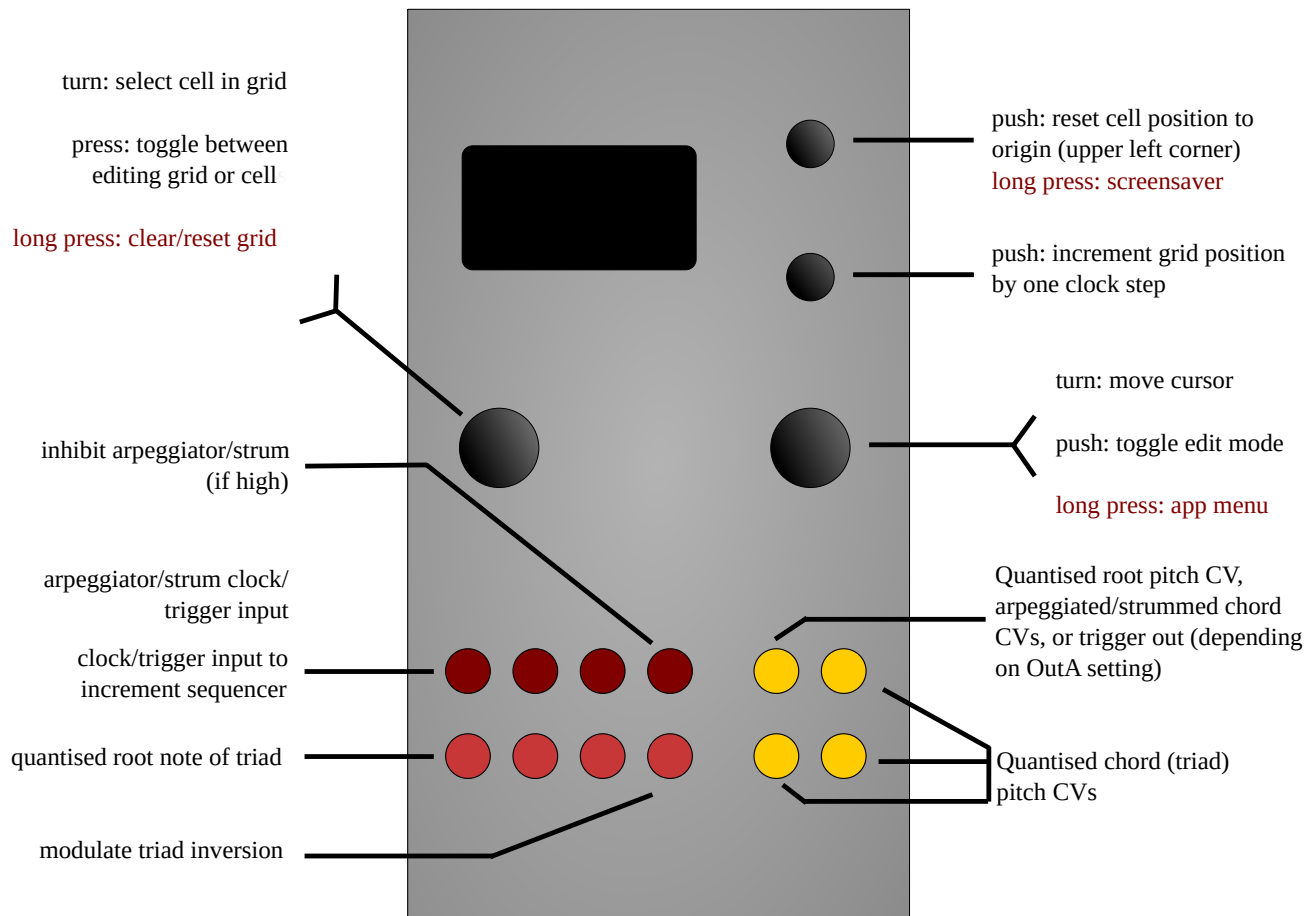 turn: select cell in grid
press: toggle between
editing grid or cell
long press: clear/reset grid
inhibit arpeggiator/strum
(if high)
arpeggiator/strum clock/
trigger input
clock/trigger input to
increment sequencer
quantised root note of triad
modulate triad inversion
push: reset cell position to
origin (upper left corner)
long press: screensaver
push: increment grid position
by one clock step
turn: move cursor
push: toggle edit mode
long press: app menu
Quantised root pitch CV,
arpeggiated/strummed chord
CVs, or trigger out (depending
on OutA setting)
Quantised chord (triad)
pitch CVs